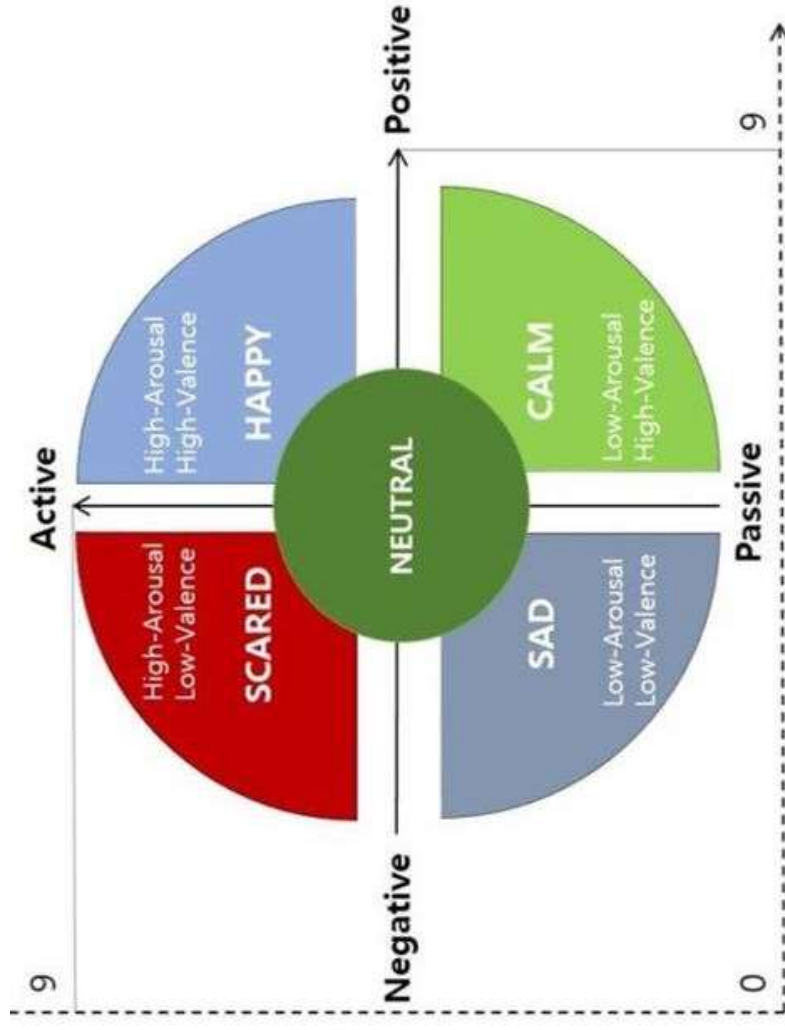 9
Active
High-Arousal
Low-Valence
SCARED
High-Arousal
High-Valence
HAPPY
Negative
NEUTRAL
Positive
SAD
Low-Arousal
Low-Valence
CALM
Low-Arousal
High-Valence
Passive
0
9